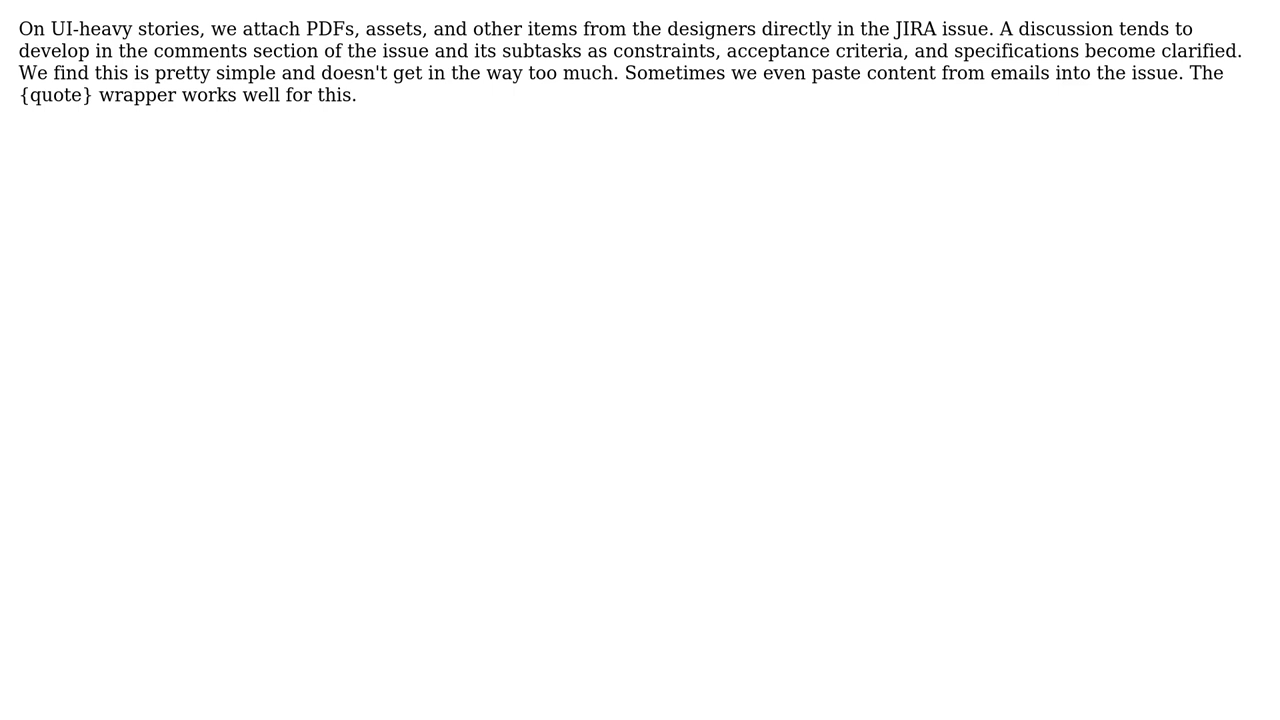 On UI-heavy stories, we attach PDFs, assets, and other items from the designers directly in the JIRA issue. A discussion tends to
develop in the comments section of the issue and its subtasks as constraints, acceptance criteria, and specifications become clarified.
We find this is pretty simple and doesn't get in the way too much. Sometimes we even paste content from emails into the issue. The
{quote} wrapper works well for this.